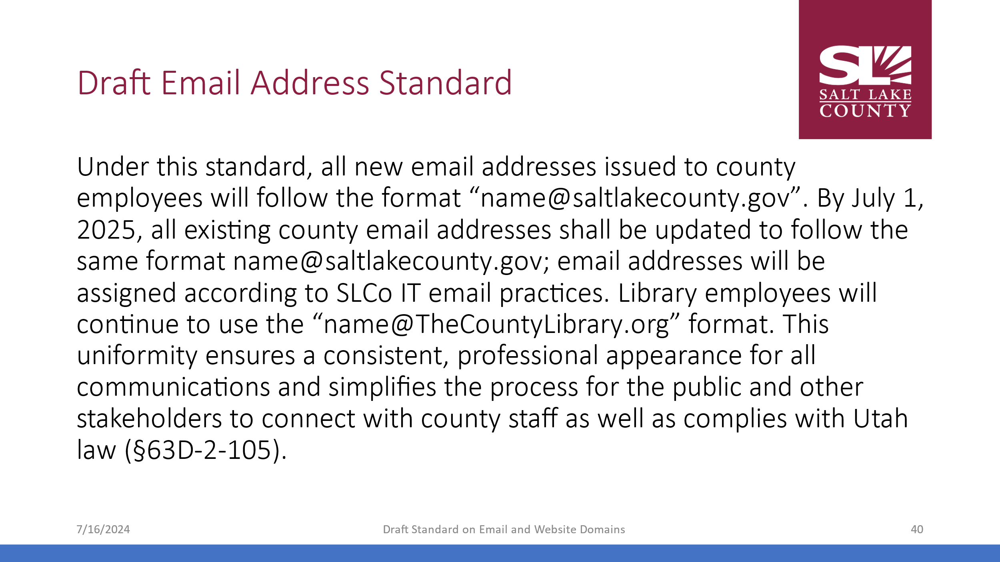 SL
SALT LAKE
COUNTY
Draft Email Address Standard
Under this standard, all new email addresses issued to county
employees will follow the format “name@saltlakecounty.gov”. By July 1,
2025, all existing county email addresses shall be updated to follow the
same format name@saltlakecounty.gov; email addresses will be
assigned according to SLCo IT email practices. Library employees will
continue to use the “name@TheCountyLibrary.org” format. This
uniformity ensures a consistent, professional appearance for all
communications and simplifies the process for the public and other
stakeholders to connect with county staff as well as complies with Utah
law (§63D-2-105).
7/16/2024
Draft Standard on Email and Website Domains
40